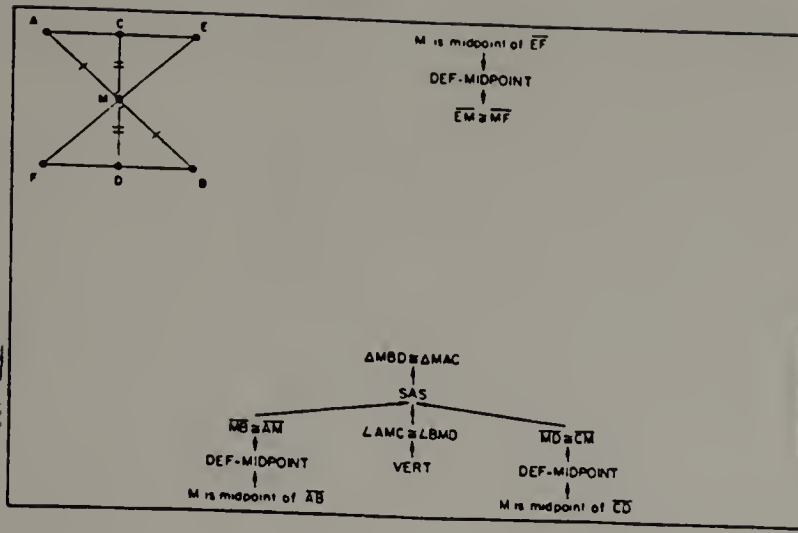 A C E
M
F D B
M is midpoint of EF
DEF-MIDPOINT
EM ≅ MF
ΔMBD ≅ ΔMAC
SAS
MB ≅ AM ∠AMC ≅ ∠BMD MD ≅ CM
DEF-MIDPOINT VERT DEF-MIDPOINT
M is midpoint of AB M is midpoint of CD